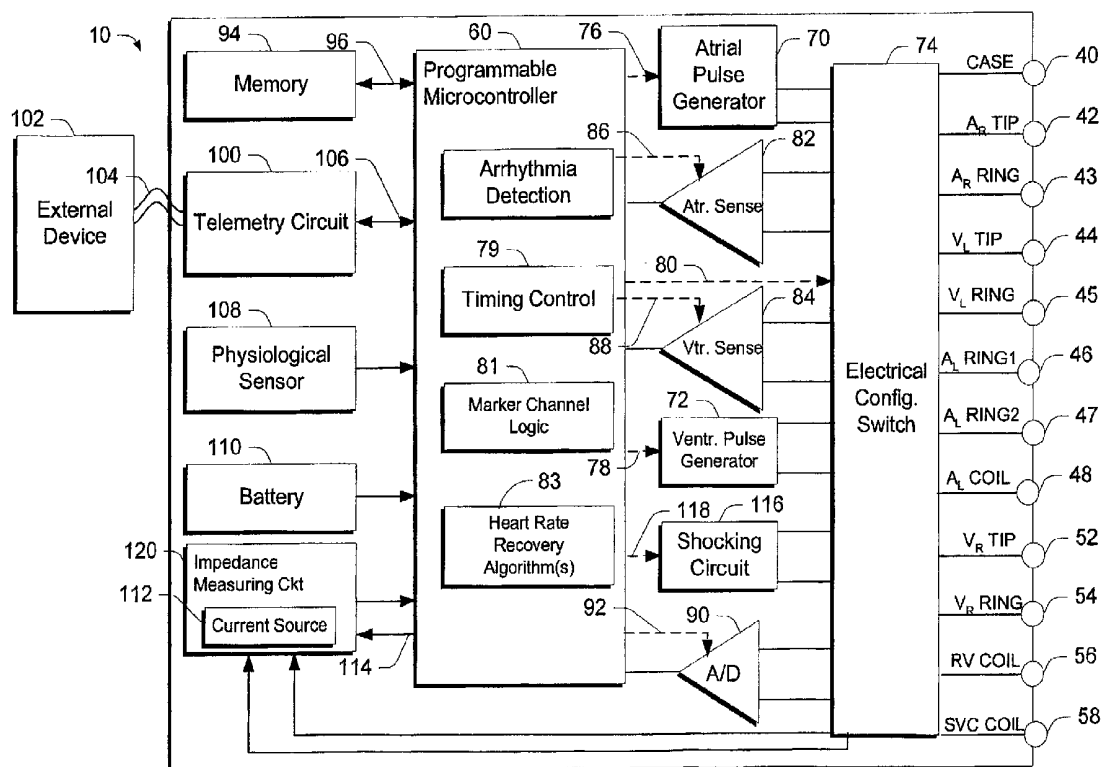 10
94
96
60
76
Atrial
Pulse
Generator
70
74
CASE
40
Memory
Programmable
Microcontroller
102
100
106
86
82
A_R TIP
42
104
Arrhythmia
Detection
A_R RING
43
External
Device
Telemetry Circuit
Atr. Sense
79
80
V_L TIP
44
108
Timing Control
84
V_L RING
45
Physiological
Sensor
88
Vtr. Sense
Electrical
Config.
Switch
A_L RING1
46
81
72
Marker Channel
Logic
A_L RING2
47
110
78
Ventr. Pulse
Generator
Battery
83
A_L COIL
48
118
116
120
Impedance
Measuring Ckt
Heart Rate
Recovery
Algorithm(s)
Shocking
Circuit
V_R TIP
52
112
Current Source
92
90
V_R RING
54
114
A/D
RV COIL
56
SVC COIL
58